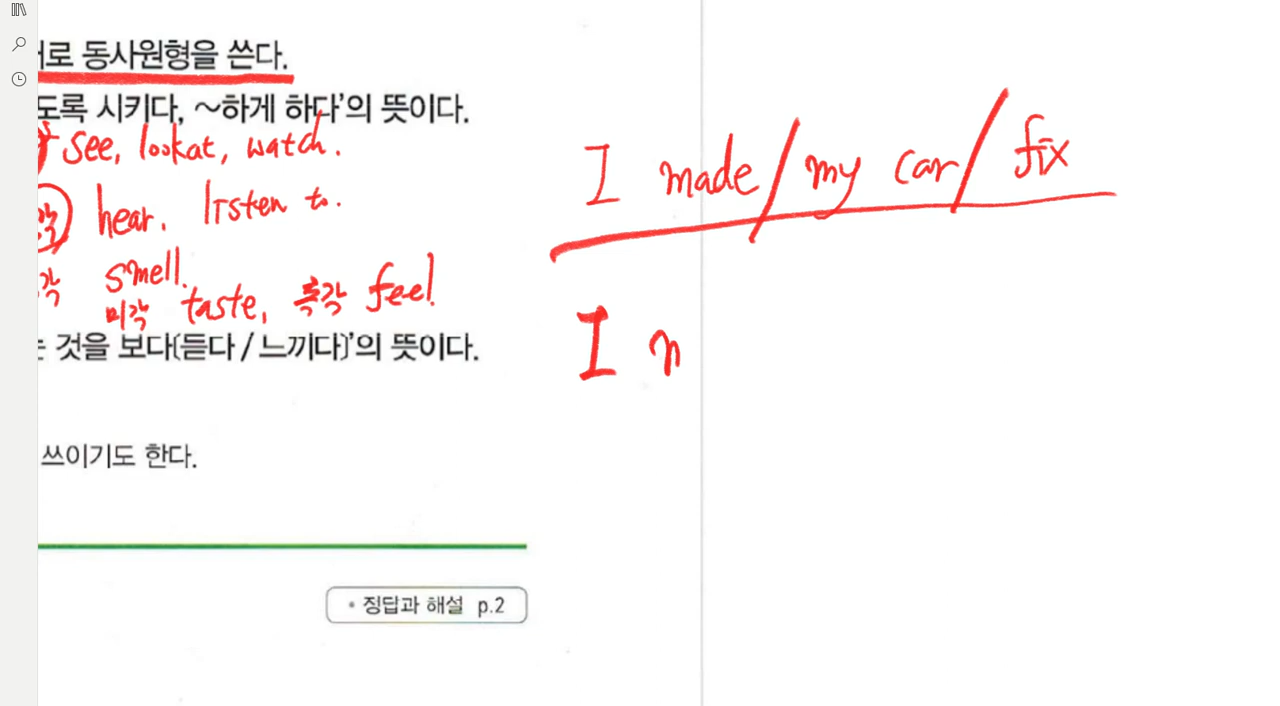 로 동사원형을 쓴다.
도록 시키다, ~하게 하다'의 뜻이다.
see, look at, watch.
hear. listen to.
각 smell.
미각 taste, 촉각 feel
것을 보다(듣다/느끼다)'의 뜻이다.
쓰이기도 한다.
• 정답과 해설 p.2
I made / my car / fix
I m